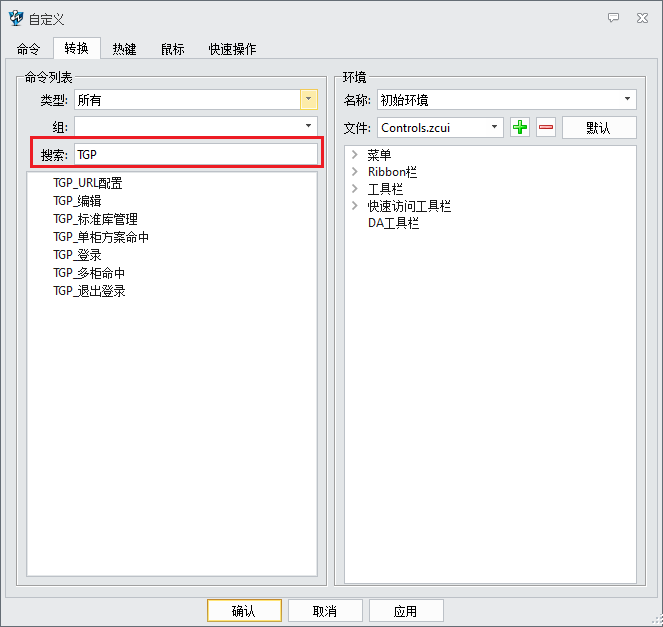 自定义
命令 转换 热键 鼠标 快速操作
命令列表
类型: 所有
组:
搜索: TGP
TGP_URL配置
TGP_编辑
TGP_标准库管理
TGP_单柜方案命中
TGP_登录
TGP_多柜命中
TGP_退出登录
环境
名称: 初始环境
文件: Controls.zcui 默认
菜单
Ribbon栏
工具栏
快速访问工具栏
DA工具栏
确认 取消 应用